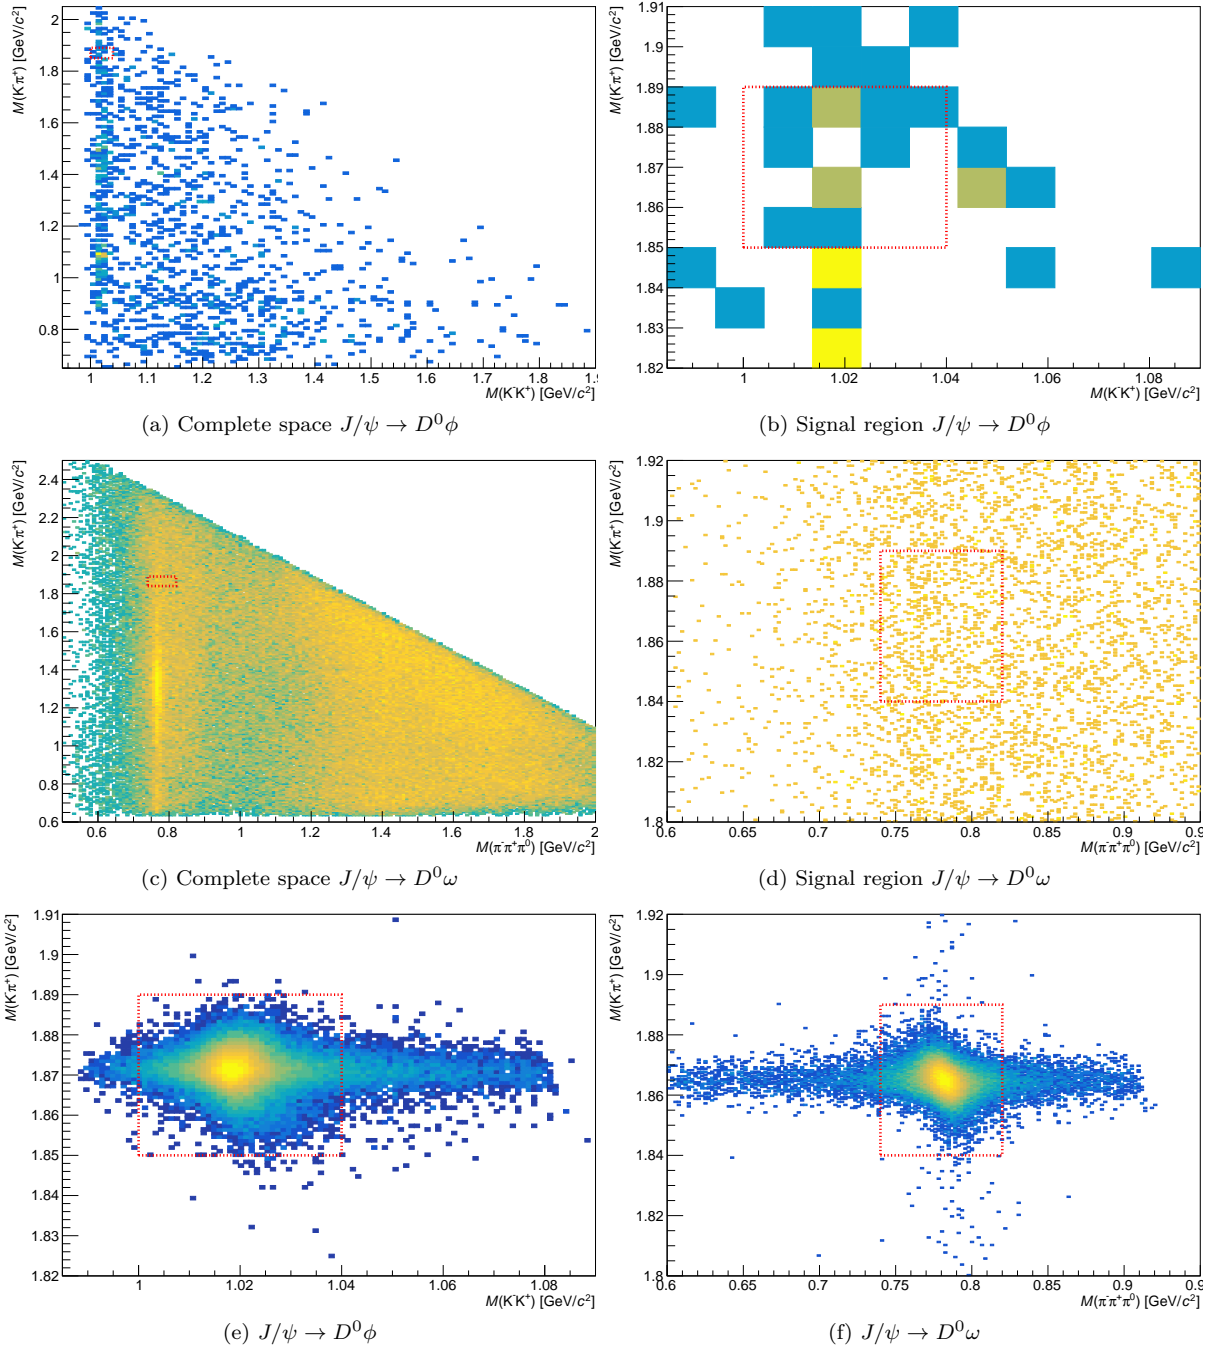 M(K⁻π⁺) [GeV/c²]
2
1.8
1.6
1.4
1.2
1
0.8
1 1.1 1.2 1.3 1.4 1.5 1.6 1.7 1.8 1.9
M(K⁻K⁺) [GeV/c²]
(a) Complete space J/ψ → D⁰ϕ
M(K⁻π⁺) [GeV/c²]
1.91
1.9
1.89
1.88
1.87
1.86
1.85
1.84
1.83
1.82
1 1.02 1.04 1.06 1.08
M(K⁻K⁺) [GeV/c²]
(b) Signal region J/ψ → D⁰ϕ
M(K⁻π⁺) [GeV/c²]
2.4
2.2
2
1.8
1.6
1.4
1.2
1
0.8
0.6
0.6 0.8 1 1.2 1.4 1.6 1.8 2
M(π⁻π⁺π⁰) [GeV/c²]
(c) Complete space J/ψ → D⁰ω
M(K⁻π⁺) [GeV/c²]
1.92
1.9
1.88
1.86
1.84
1.82
1.8
0.6 0.65 0.7 0.75 0.8 0.85 0.9
M(π⁻π⁺π⁰) [GeV/c²]
(d) Signal region J/ψ → D⁰ω
M(K⁻π⁺) [GeV/c²]
1.91
1.9
1.89
1.88
1.87
1.86
1.85
1.84
1.83
1.82
1 1.02 1.04 1.06 1.08
M(K⁻K⁺) [GeV/c²]
(e) J/ψ → D⁰ϕ
M(K⁻π⁺) [GeV/c²]
1.92
1.9
1.88
1.86
1.84
1.82
1.8
0.6 0.65 0.7 0.75 0.8 0.85 0.9
M(π⁻π⁺π⁰) [GeV/c²]
(f) J/ψ → D⁰ω